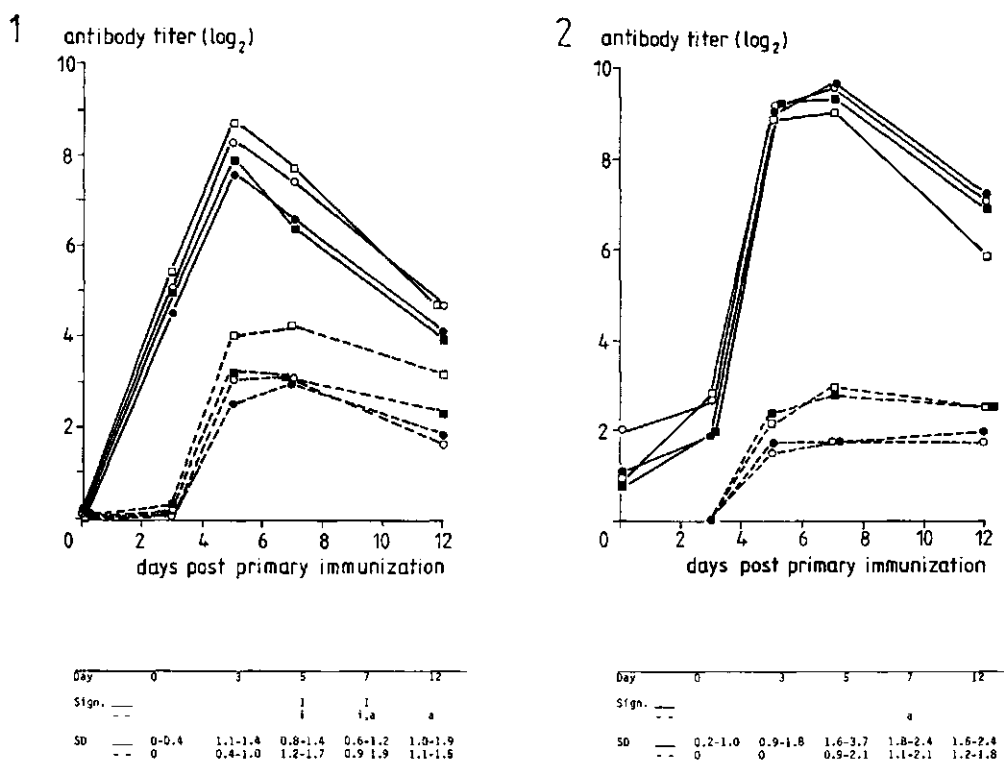 1
antibody titer (log2)
10
8
6
4
2
0 2 4 6 8 10 12
days post primary immunization
Day 0 3 5 7 12
Sign. __ I I
-- i i,a a
SD __ 0-0.4 1.1-1.4 0.8-1.4 0.6-1.2 1.0-1.9
-- 0 0.4-1.0 1.2-1.7 0.9 1.9 1.1-1.5
2
antibody titer (log2)
10
8
6
4
2
0 2 4 6 8 10 12
days post primary immunization
Day 0 3 5 7 12
Sign. __
-- a
SD __ 0.2-1.0 0.9-1.8 1.6-3.7 1.8-2.4 1.6-2.4
-- 0 0 0.9-2.1 1.1-2.1 1.2-1.8